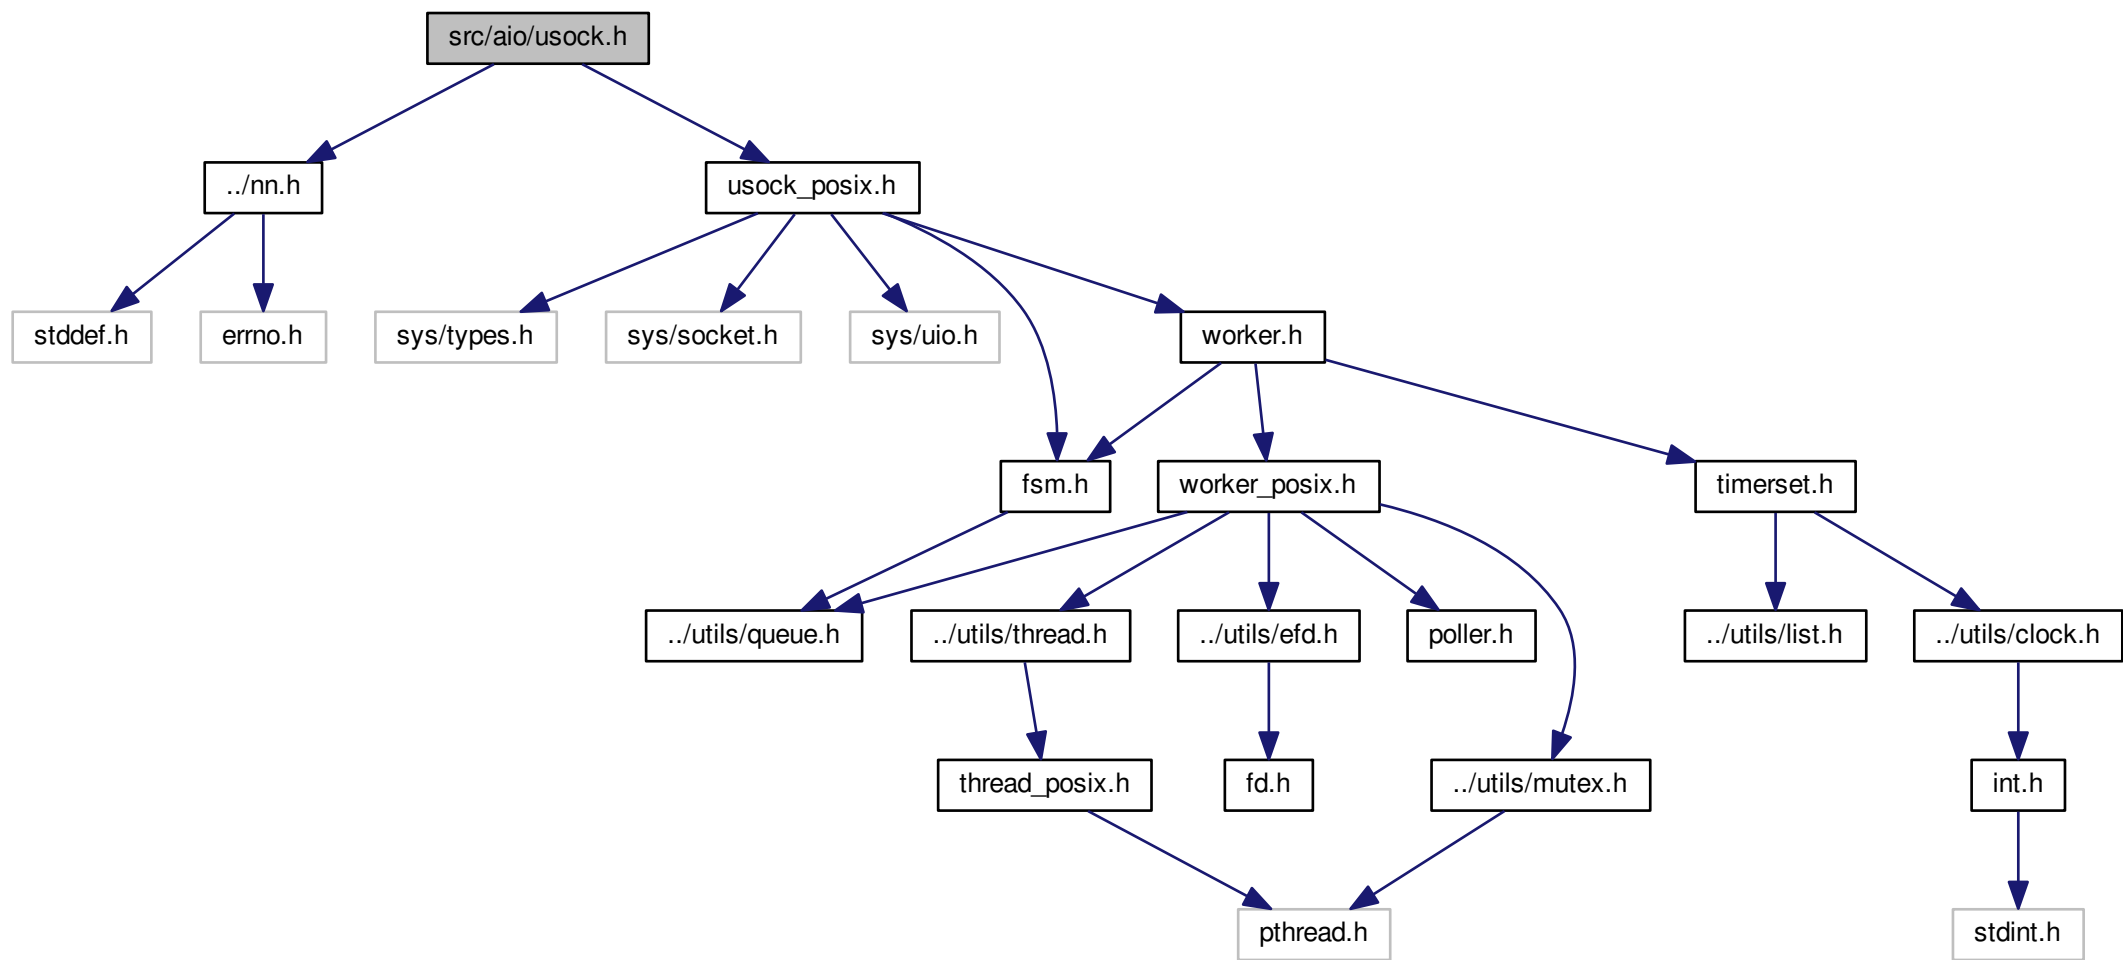 src/aio/usock.h
../nn.h
usock_posix.h
stddef.h
errno.h
sys/types.h
sys/socket.h
sys/uio.h
worker.h
fsm.h
worker_posix.h
timerset.h
../utils/queue.h
../utils/thread.h
../utils/efd.h
poller.h
../utils/list.h
../utils/clock.h
thread_posix.h
fd.h
../utils/mutex.h
int.h
pthread.h
stdint.h